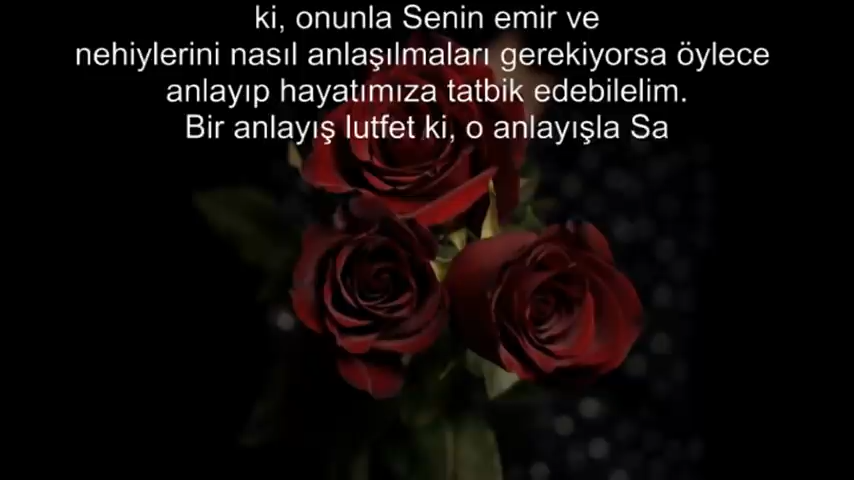 ki, onunla Senin emir ve
nehiylerini nasıl anlaşılmaları gerekiyorsa öylece
anlayıp hayatımıza tatbik edebilelim.
Bir anlayış lutfet ki, o anlayışla Sa